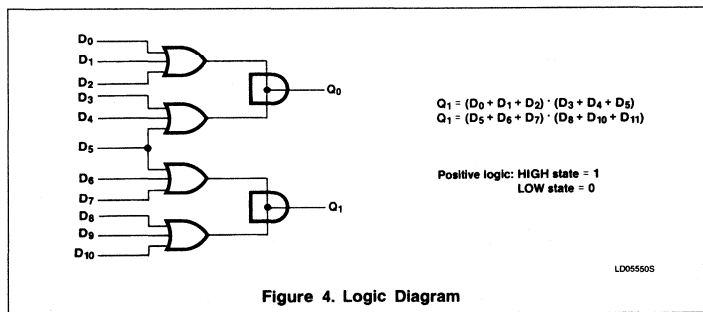 D0
D1
D2
D3
D4
D5
D6
D7
D8
D9
D10
Q0
Q1
Q1 = (D0 + D1 + D2) · (D3 + D4 + D5)
Q1 = (D5 + D6 + D7) · (D8 + D10 + D11)
Positive logic: HIGH state = 1
LOW state = 0
LD05550S
Figure 4. Logic Diagram